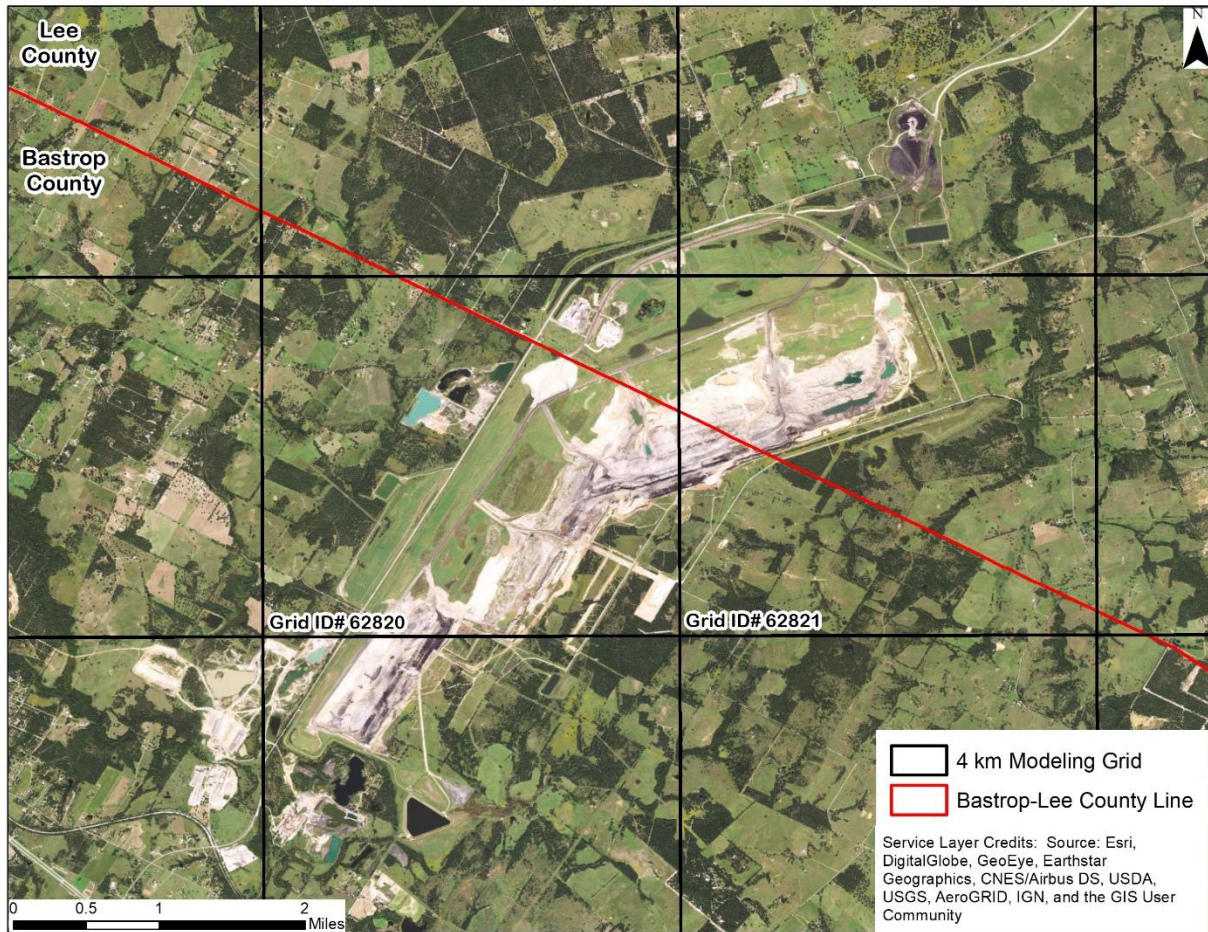 Lee
County
N
Bastrop
County
Grid ID# 62820
Grid ID# 62821
4 km Modeling Grid
Bastrop-Lee County Line
Service Layer Credits: Source: Esri,
DigitalGlobe, GeoEye, Earthstar
Geographics, CNES/Airbus DS, USDA,
USGS, AeroGRID, IGN, and the GIS User
Community
0 0.5 1 2
Miles